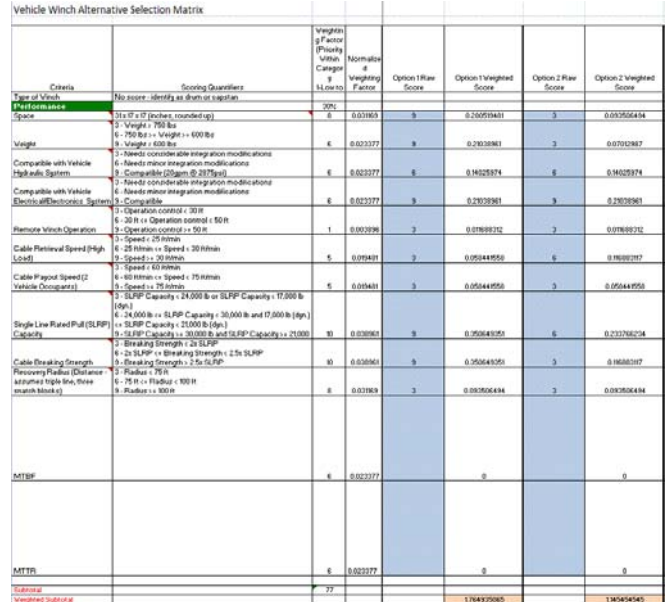 Vehicle Winch Alternative Selection Matrix
Criteria
Scoring Quantifiers
Weighting Factor (Priority Within Category 1-Low to
Normalized Weighting Factor
Option 1 Raw Score
Option 1 Weighted Score
Option 2 Raw Score
Option 2 Weighted Score
Type of Winch No score - identify as drum or capstan
Performance 30%
Space 31 x 17 x 17 (inches, rounded up) 8 0.031169 9 0.280519481 3 0.093506494
3 - Weight > 750 lbs
6 - 750 lbs >= Weight >= 600 lbs
Weight 9 - Weight < 600 lbs 6 0.023377 9 0.21038961 3 0.07012987
3 - Needs considerable integration modifications
Compatible with Vehicle 6 - Needs minor integration modifications
Hydraulic System 9 - Compatible (20gpm @ 2875psi) 6 0.023377 6 0.14025974 6 0.14025974
3 - Needs considerable integration modifications
Compatible with Vehicle 6 - Needs minor integration modifications
Electrical/Electronics System 9 - Compatible 6 0.023377 9 0.21038961 9 0.21038961
3 - Operation control < 30 ft
6 - 30 ft <= Operation control < 50 ft
Remote Winch Operation 9 - Operation control >= 50 ft 1 0.003896 3 0.011688312 3 0.011688312
3 - Speed < 25 ft/min
Cable Retrieval Speed (High 6 - 25 ft/min <= Speed < 30 ft/min
Load) 9 - Speed >= 30 ft/min 5 0.019481 3 0.058441558 6 0.116883117
3 - Speed < 60 ft/min
Cable Payout Speed (2 6 - 60 ft/min <= Speed < 75 ft/min
Vehicle Occupants) 9 - Speed >= 75 ft/min 5 0.019481 3 0.058441558 3 0.058441558
3 - SLRP Capacity < 24,000 lb or SLRP Capacity < 17,000 lb
(dyn.)
6 - 24,000 lb <= SLRP Capacity < 30,000 lb and 17,000 lb (dyn.)
Single Line Rated Pull (SLRP) <= SLRP Capacity < 21,000 lb (dyn.)
Capacity 9 - SLRP Capacity >= 30,000 lb and SLRP Capacity >= 21,000 10 0.038961 9 0.350649351 6 0.233766234
3 - Breaking Strength < 2x SLRP
6 - 2x SLRP <= Breaking Strength < 2.5x SLRP
Cable Breaking Strength 9 - Breaking Strength > 2.5x SLRP 10 0.038961 9 0.350649351 3 0.116883117
Recovery Radius (Distance - 3 - Radius < 75 ft
assumes triple line, three 6 - 75 ft <= Radius < 100 ft
snatch blocks) 9 - Radius >= 100 ft 8 0.031169 3 0.093506494 3 0.093506494
MTBF 6 0.023377 0 0
MTTR 6 0.023377 0 0
Subtotal 77
Weighted Subtotal 1.764935065 1.145454545